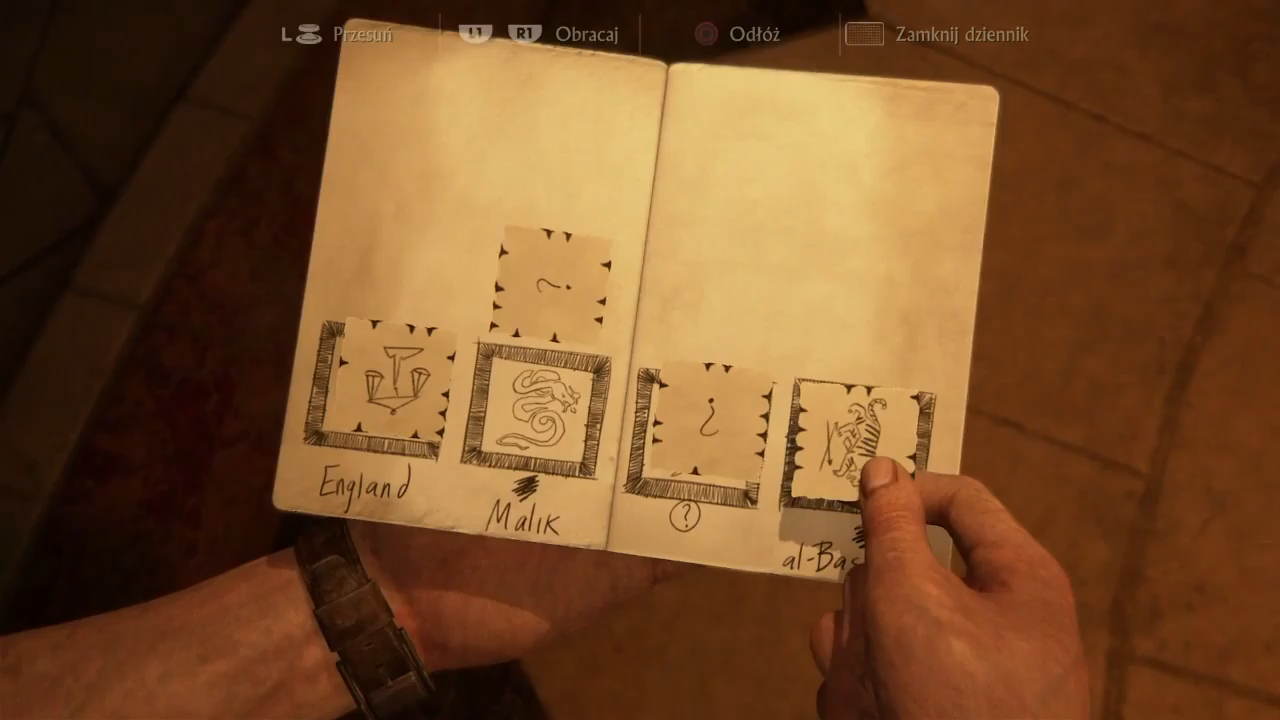 L Przesuń L1 R1 Obracaj Odłóż Zamknij dziennik
?
?
England
Malik
?
al-Bas